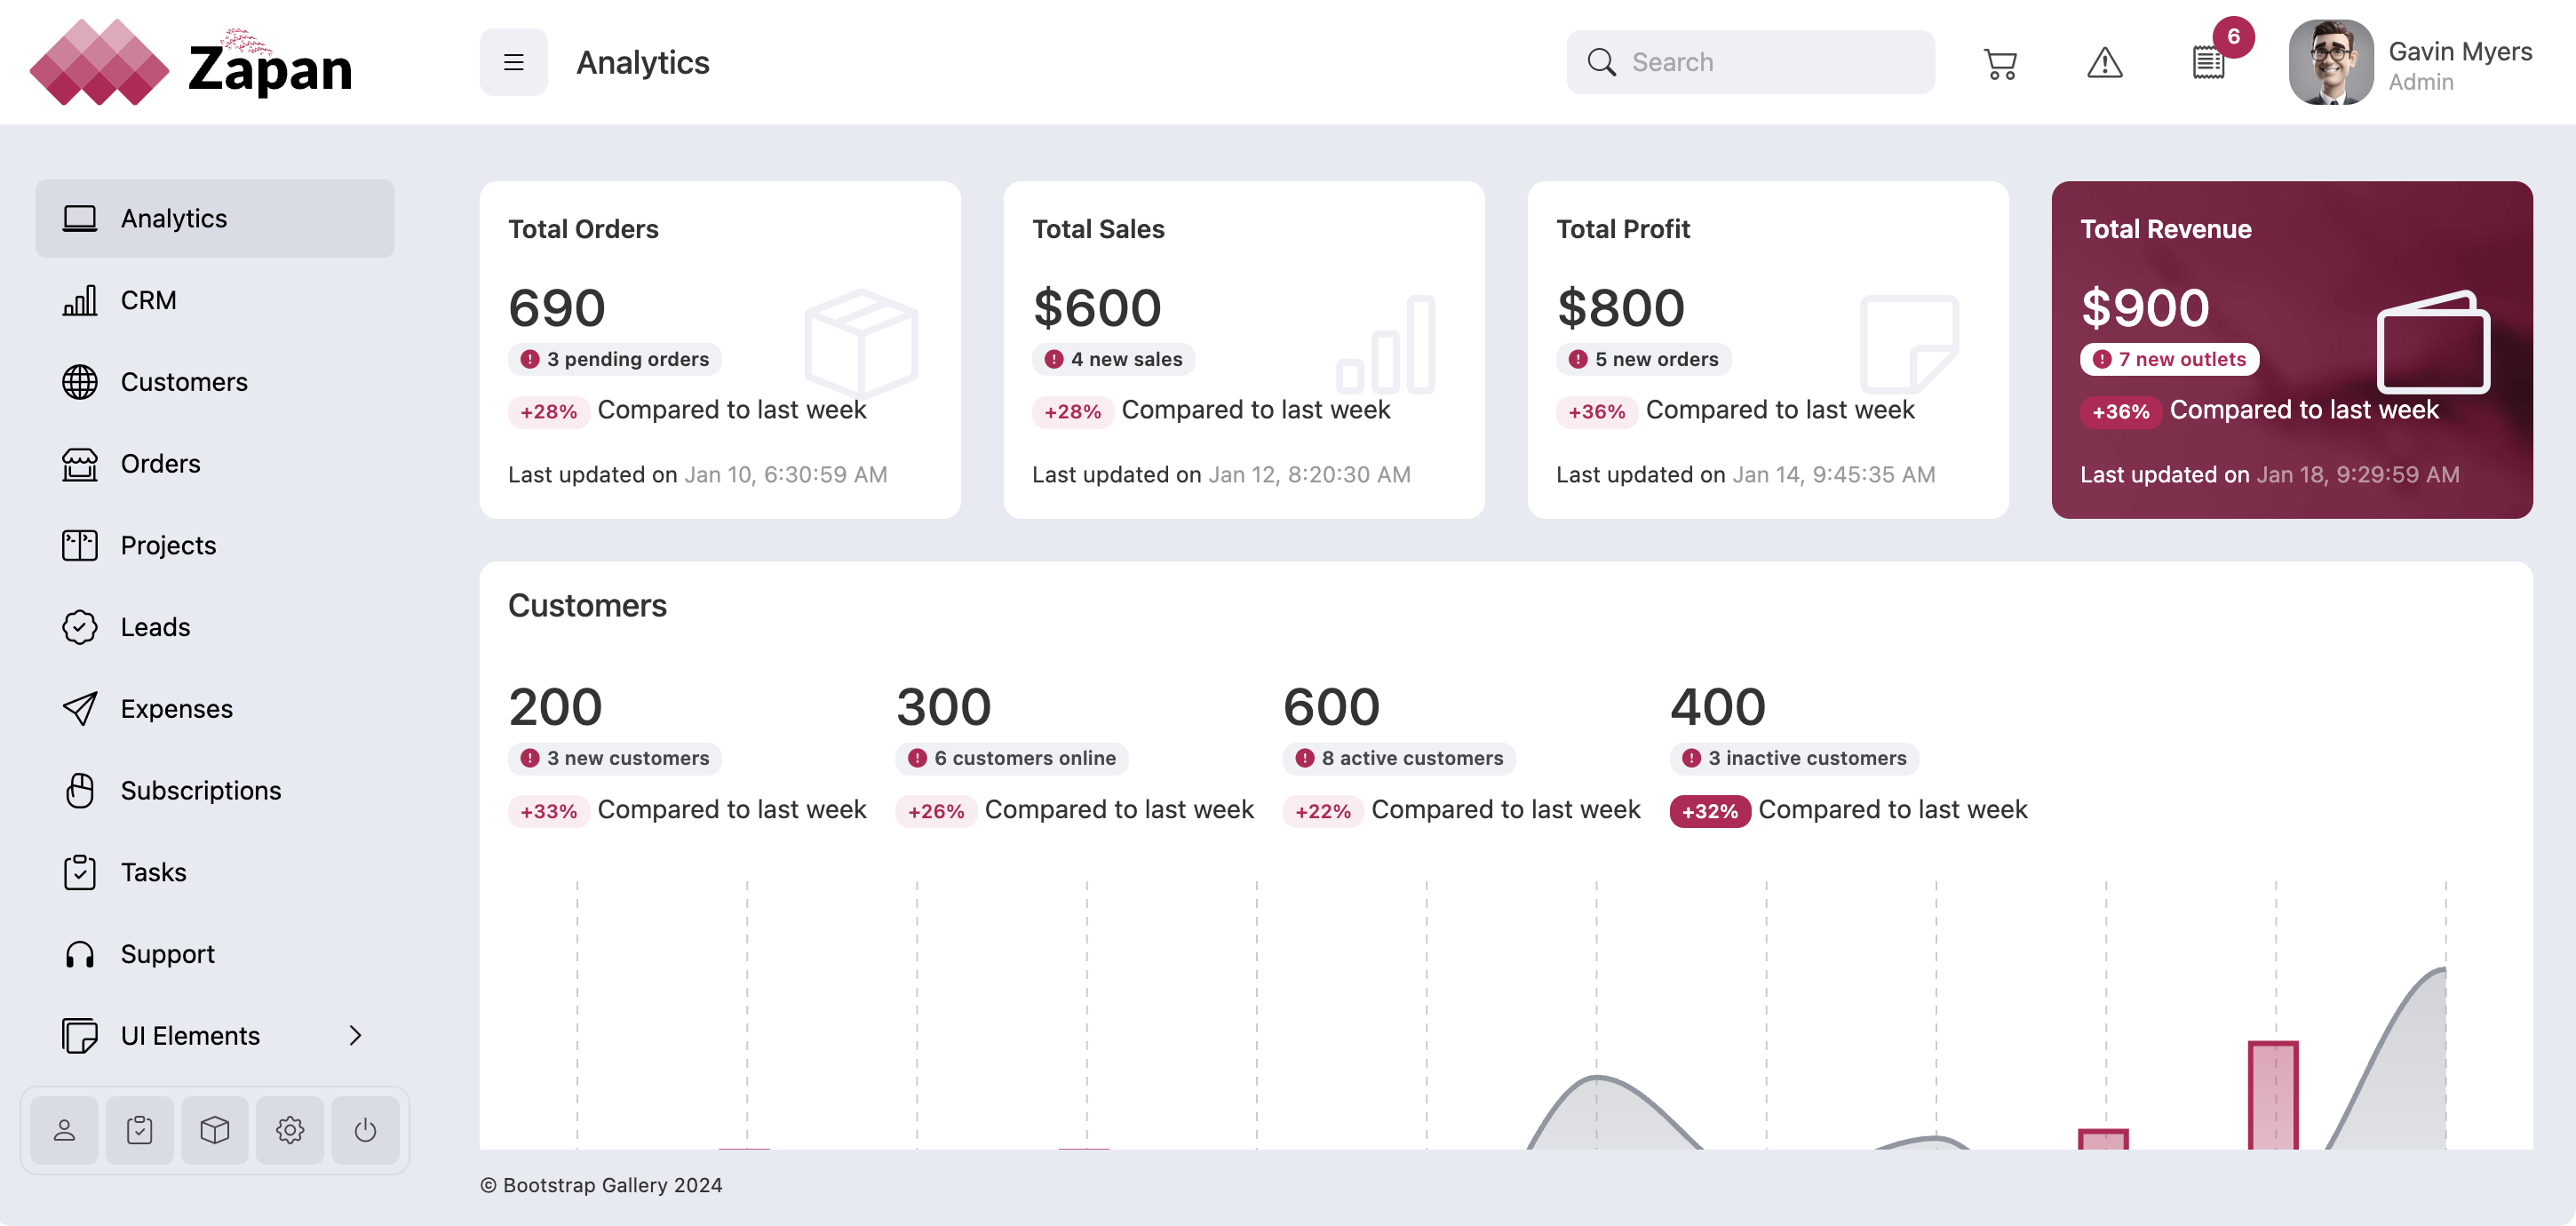 Zapan
Analytics
Search
6
Gavin Myers
Admin
Analytics
CRM
Customers
Orders
Projects
Leads
Expenses
Subscriptions
Tasks
Support
UI Elements
Total Orders
690
3 pending orders
+28% Compared to last week
Last updated on Jan 10, 6:30:59 AM
Total Sales
$600
4 new sales
+28% Compared to last week
Last updated on Jan 12, 8:20:30 AM
Total Profit
$800
5 new orders
+36% Compared to last week
Last updated on Jan 14, 9:45:35 AM
Total Revenue
$900
7 new outlets
+36% Compared to last week
Last updated on Jan 18, 9:29:59 AM
Customers
200
3 new customers
+33% Compared to last week
300
6 customers online
+26% Compared to last week
600
8 active customers
+22% Compared to last week
400
3 inactive customers
+32% Compared to last week
© Bootstrap Gallery 2024